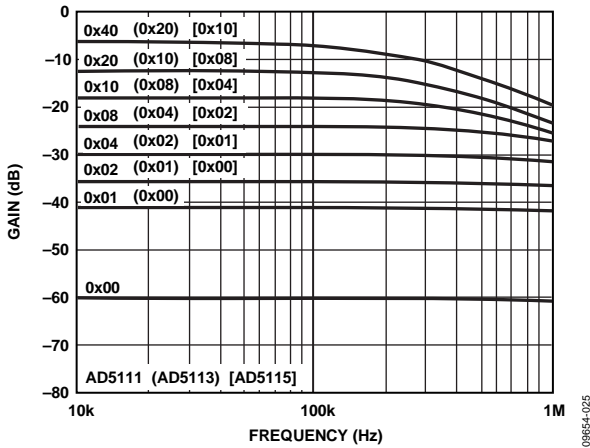 0
–10
–20
–30
–40
–50
–60
–70
–80
GAIN (dB)
0x40 (0x20) [0x10]
0x20 (0x10) [0x08]
0x10 (0x08) [0x04]
0x08 (0x04) [0x02]
0x04 (0x02) [0x01]
0x02 (0x01) [0x00]
0x01 (0x00)
0x00
AD5111 (AD5113) [AD5115]
10k
100k
1M
FREQUENCY (Hz)
09654-025